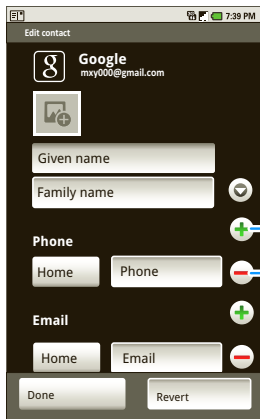 7:39 PM
Edit contact
g Google
mxy000@gmail.com
Given name
Family name
Phone
Home Phone
Email
Home Email
Done Revert